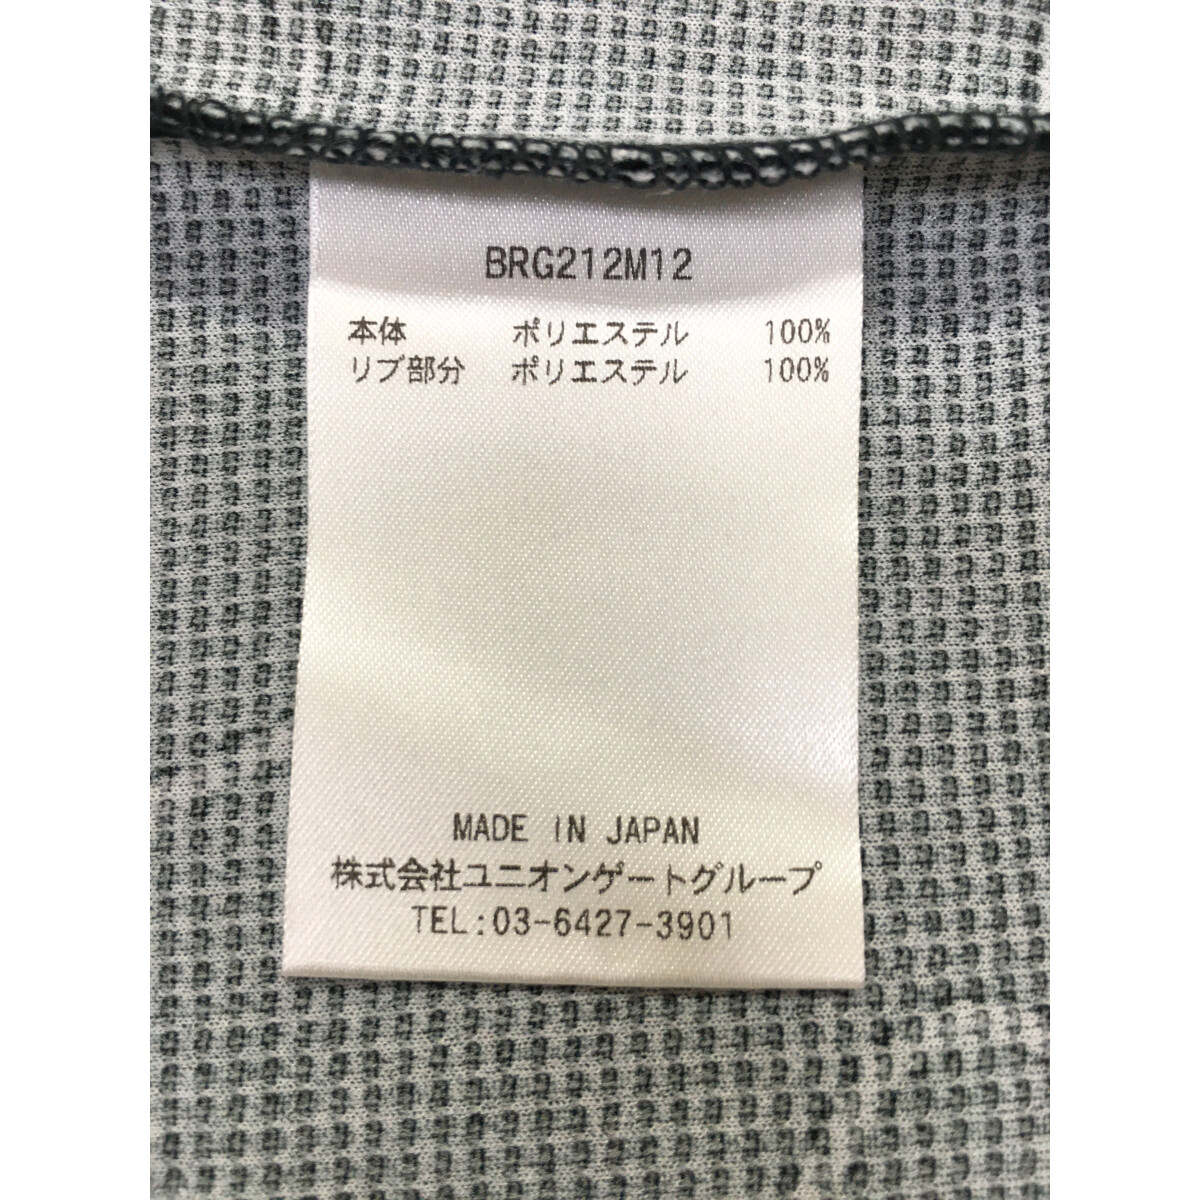 BRG212M12
本体 ポリエステル 100%
リブ部分 ポリエステル 100%
MADE IN JAPAN
株式会社ユニオンゲートグループ
TEL:03-6427-3901